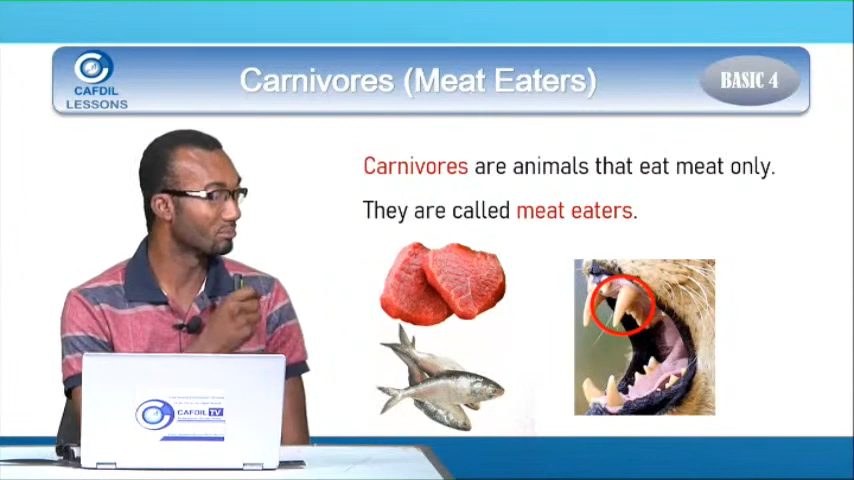 CAFDIL
LESSONS
Carnivores (Meat Eaters)
BASIC 4
Carnivores are animals that eat meat only.
They are called meat eaters.
CAFDIL TV